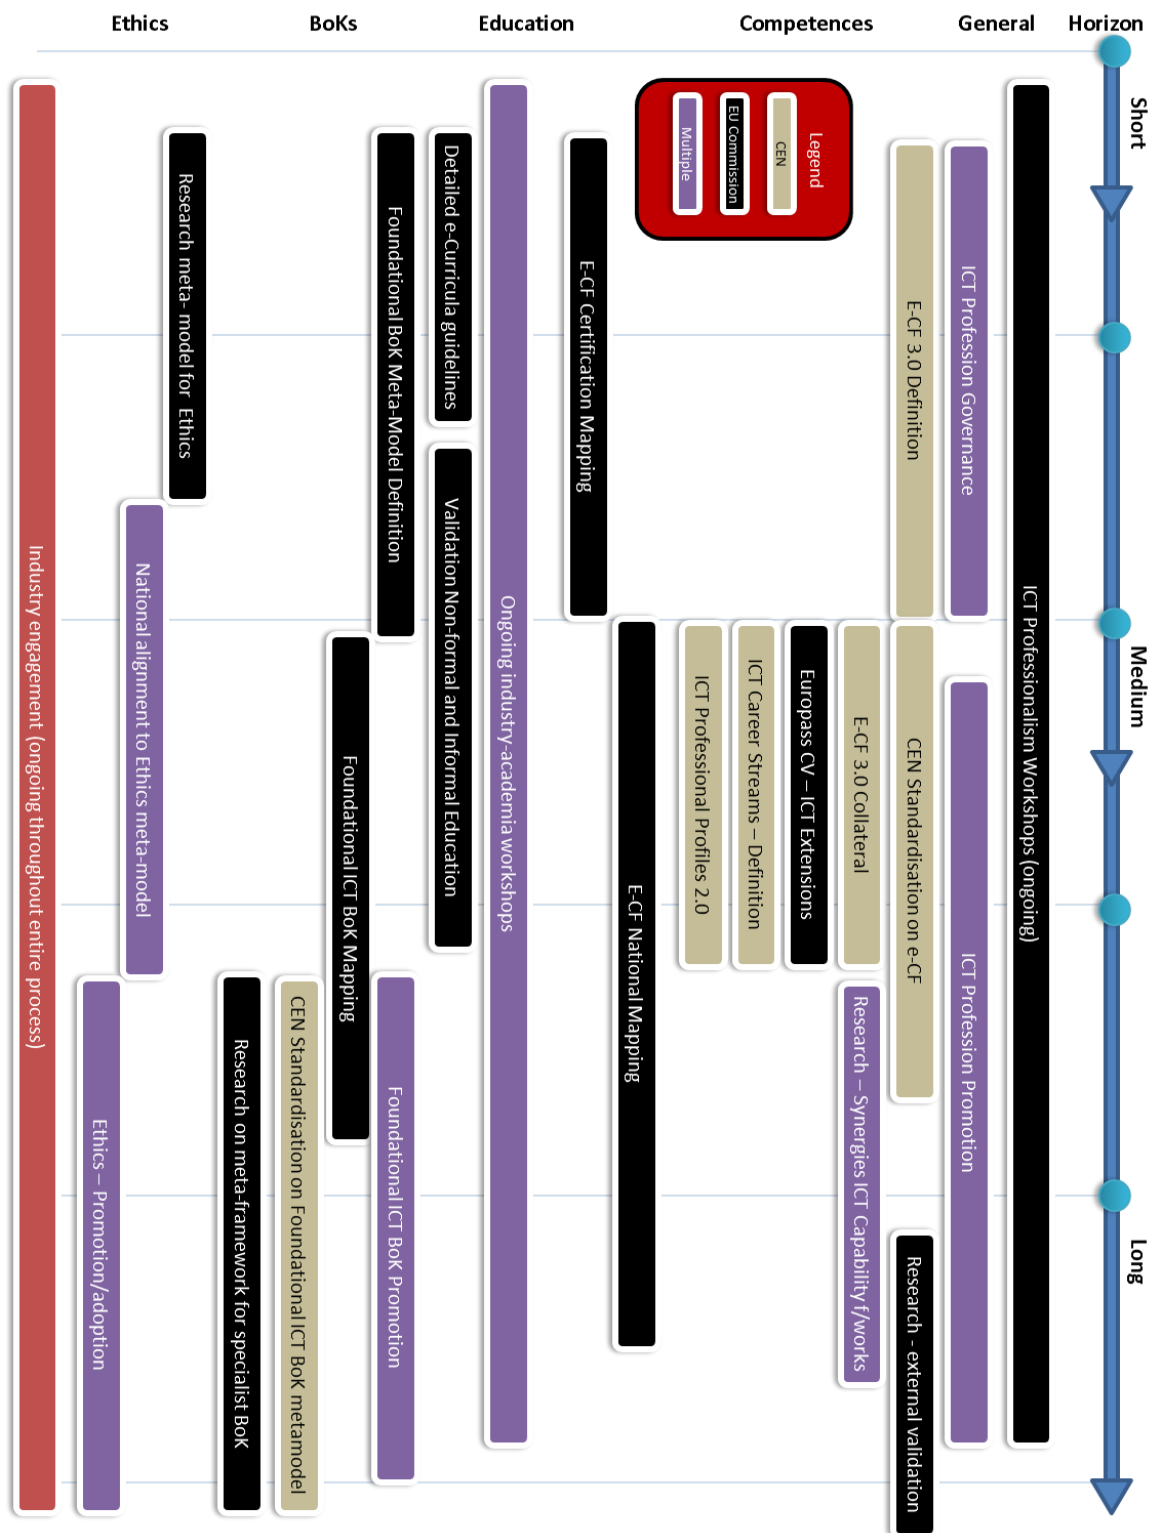 Horizon
Short
Medium
Long
General
ICT Professionalism Workshops (ongoing)
ICT Profession Governance
ICT Profession Promotion
Competences
E-CF 3.0 Definition
CEN Standardisation on e-CF
Research - external validation
E-CF 3.0 Collateral
Research – Synergies ICT Capability f/works
Europass CV – ICT Extensions
ICT Career Streams – Definition
ICT Professional Profiles 2.0
E-CF National Mapping
E-CF Certification Mapping
Legend
CEN
EU Commission
Multiple
Education
Ongoing industry-academia workshops
Detailed e-Curricula guidelines
Validation Non-formal and Informal Education
BoKs
Foundational BoK Meta-Model Definition
Foundational ICT BoK Promotion
Foundational ICT BoK Mapping
CEN Standardisation on Foundational ICT BoK metamodel
Research on meta-framework for specialist BoK
Ethics
Research meta- model for Ethics
National alignment to Ethics meta-model
Ethics – Promotion/adoption
Industry engagement (ongoing throughout entire process)